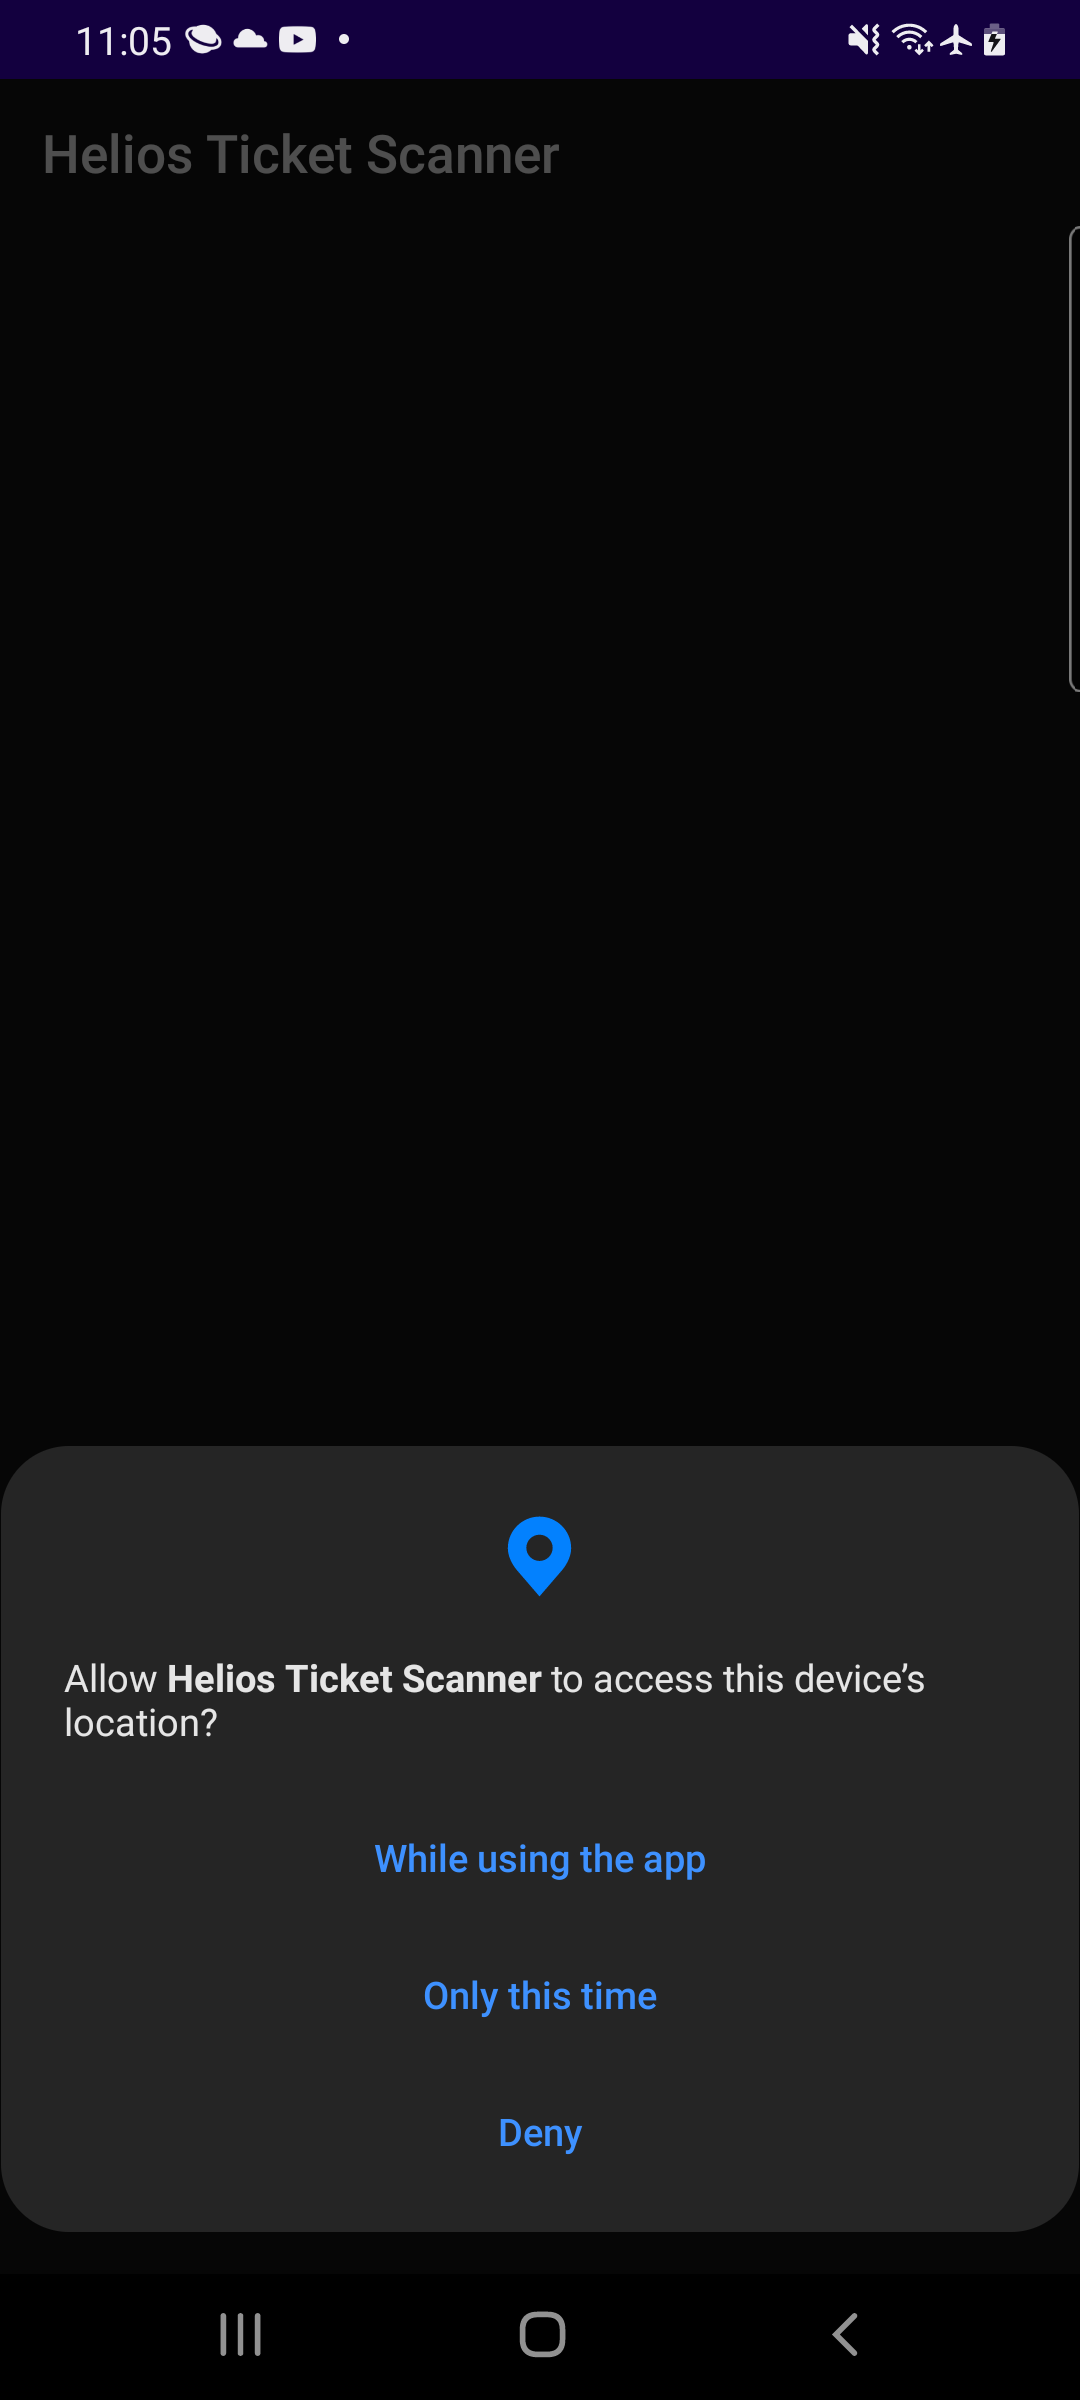 11:05
Helios Ticket Scanner
Allow Helios Ticket Scanner to access this device’s
location?
While using the app
Only this time
Deny